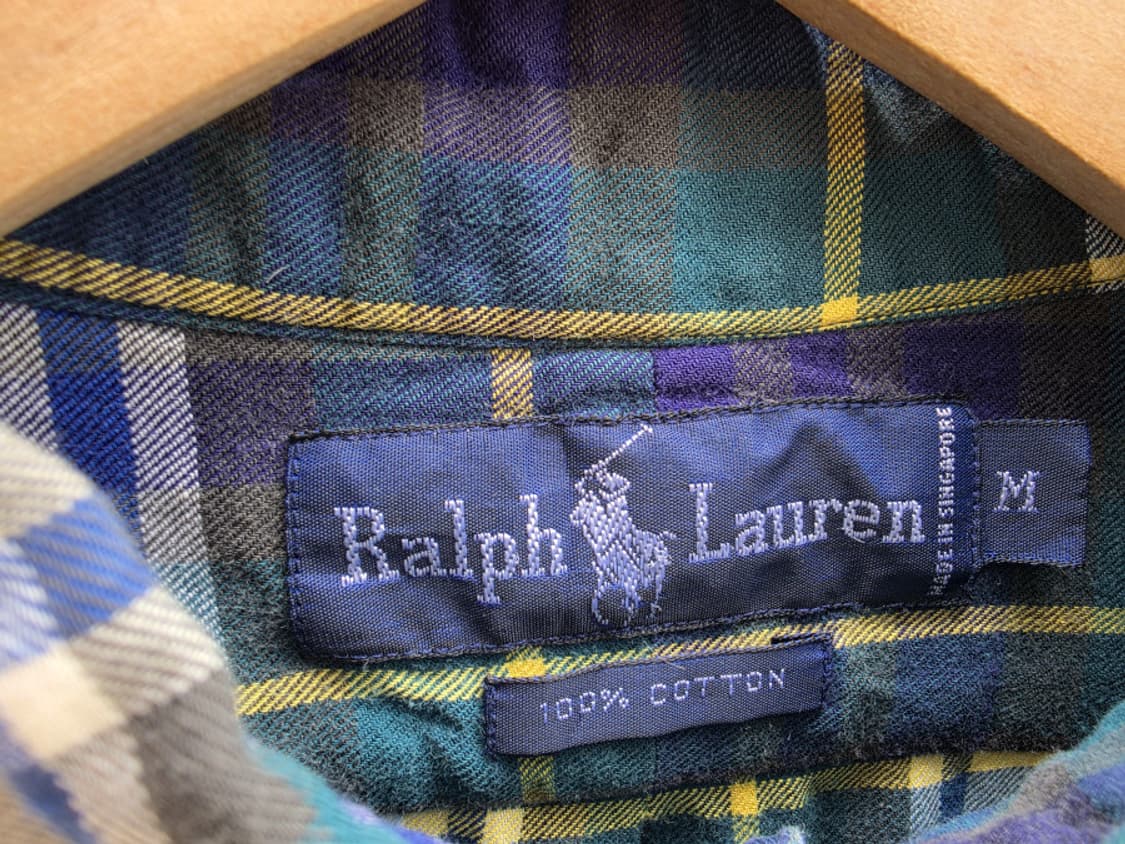 Ralph Lauren
MADE IN SINGAPORE
M
100% COTTON